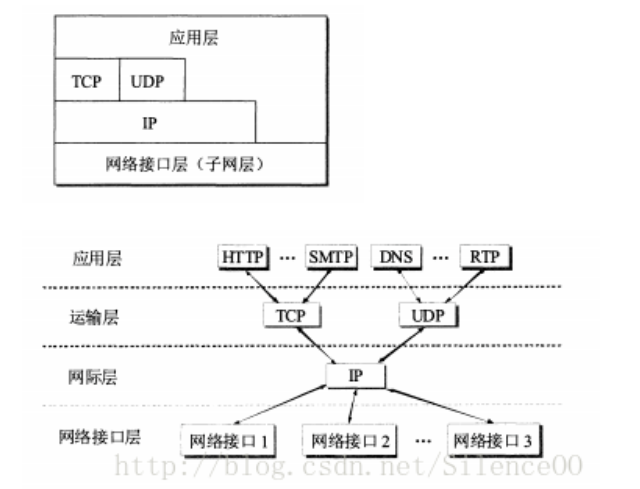 应用层
TCP UDP
IP
网络接口层（子网层）
应用层 HTTP ··· SMTP DNS ··· RTP
运输层 TCP UDP
网际层 IP
网络接口层 网络接口1 网络接口2 ··· 网络接口3
http://blog.csdn.net/Silence00